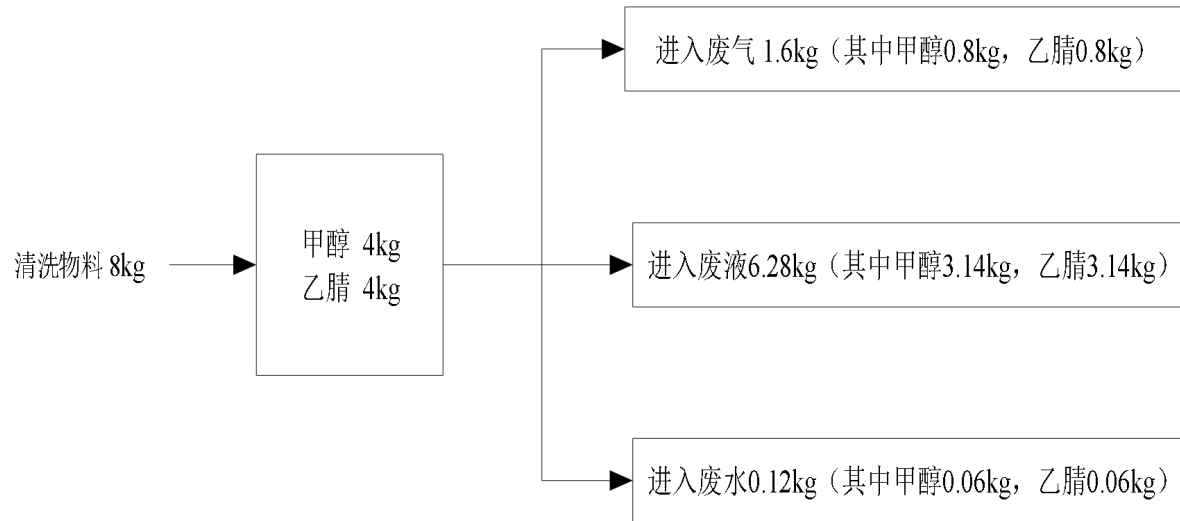 进入废气 1.6kg（其中甲醇0.8kg，乙腈0.8kg）
清洗物料 8kg
甲醇 4kg
乙腈 4kg
进入废液6.28kg（其中甲醇3.14kg，乙腈3.14kg）
进入废水0.12kg（其中甲醇0.06kg，乙腈0.06kg）